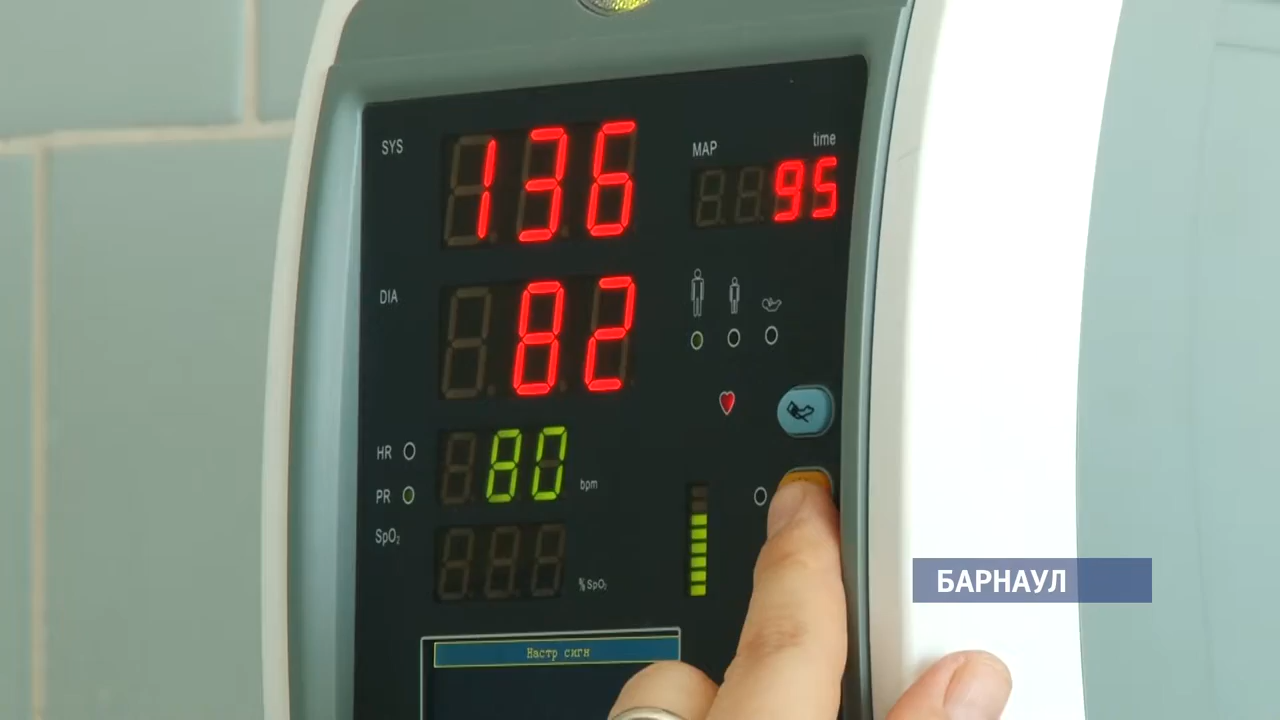 SYS
136
MAP
time
95
DIA
82
HR
PR
80
bpm
SpO₂
%SpO₂
БАРНАУЛ
Настр сигн